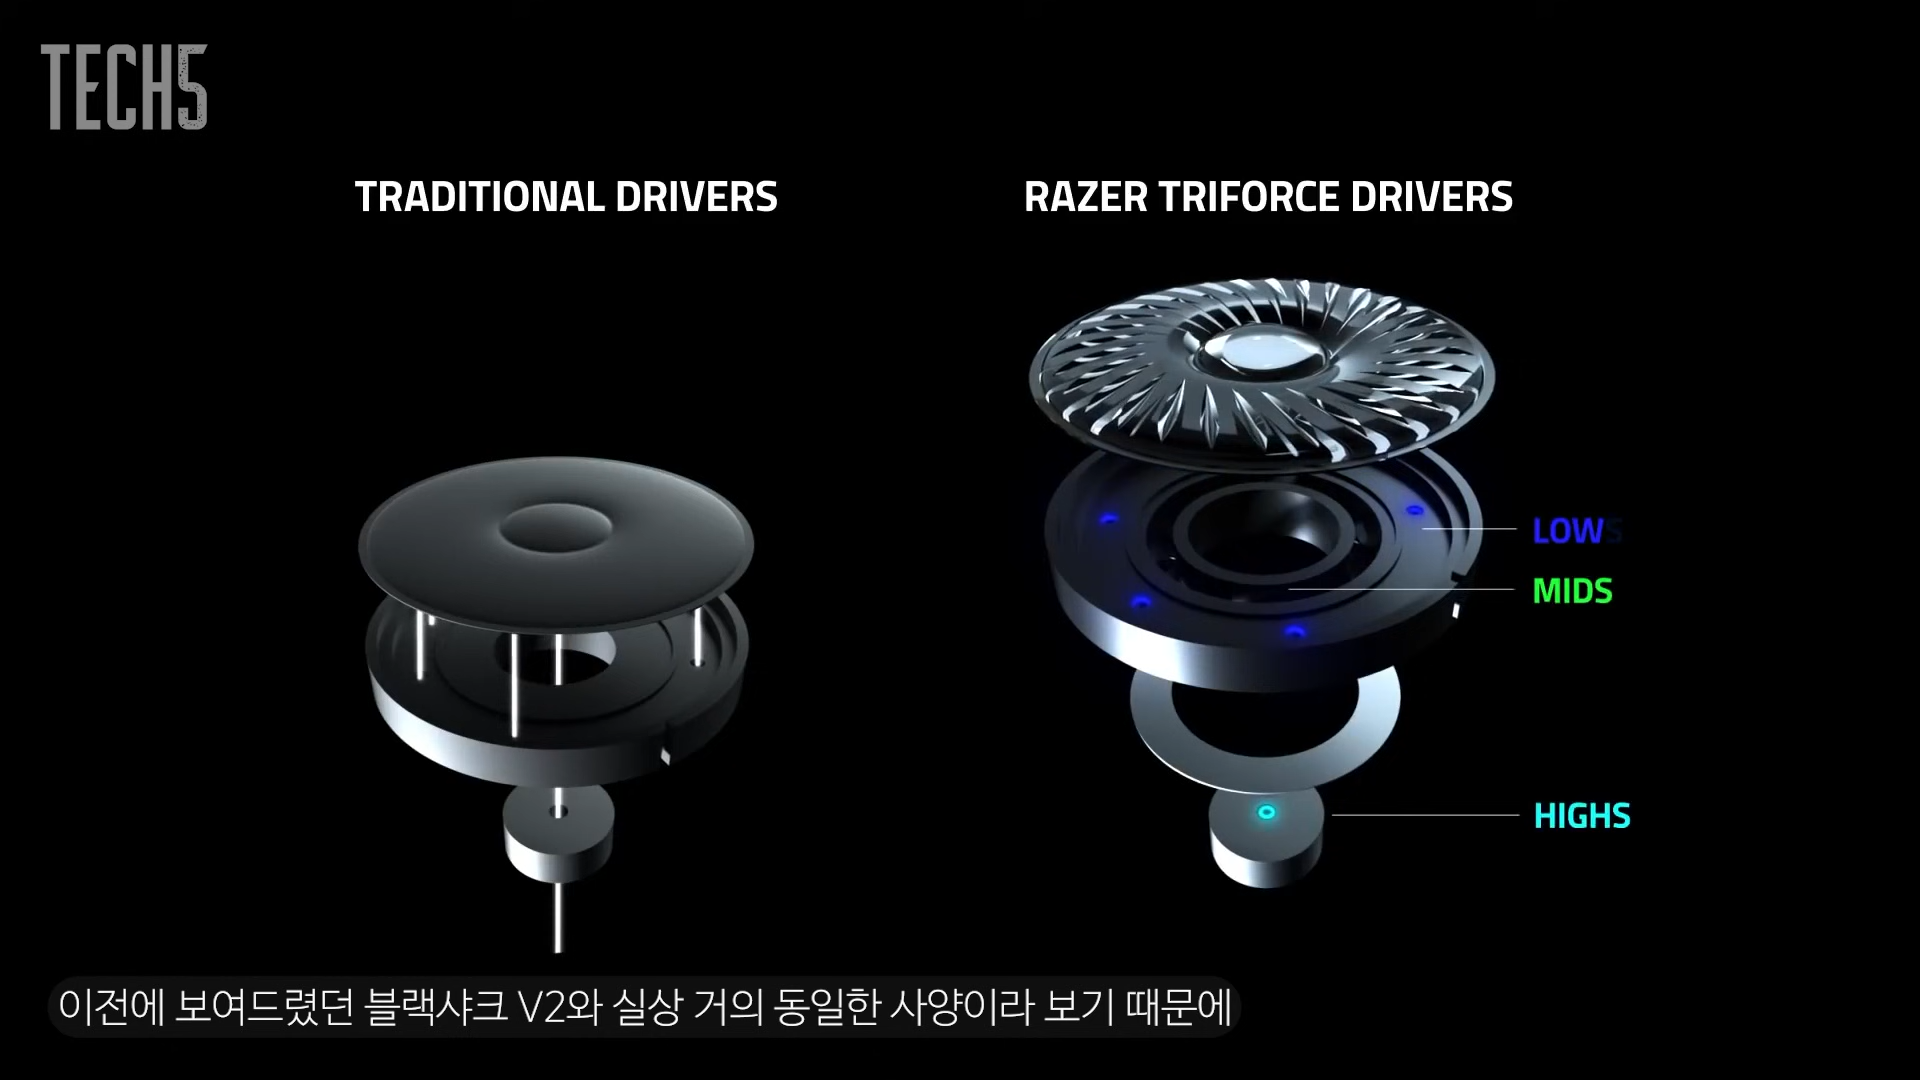 TECH5
TRADITIONAL DRIVERS
RAZER TRIFORCE DRIVERS
LOWS
MIDS
HIGHS
이전에 보여드렸던 블랙샤크 V2와 실상 거의 동일한 사양이라 보기 때문에